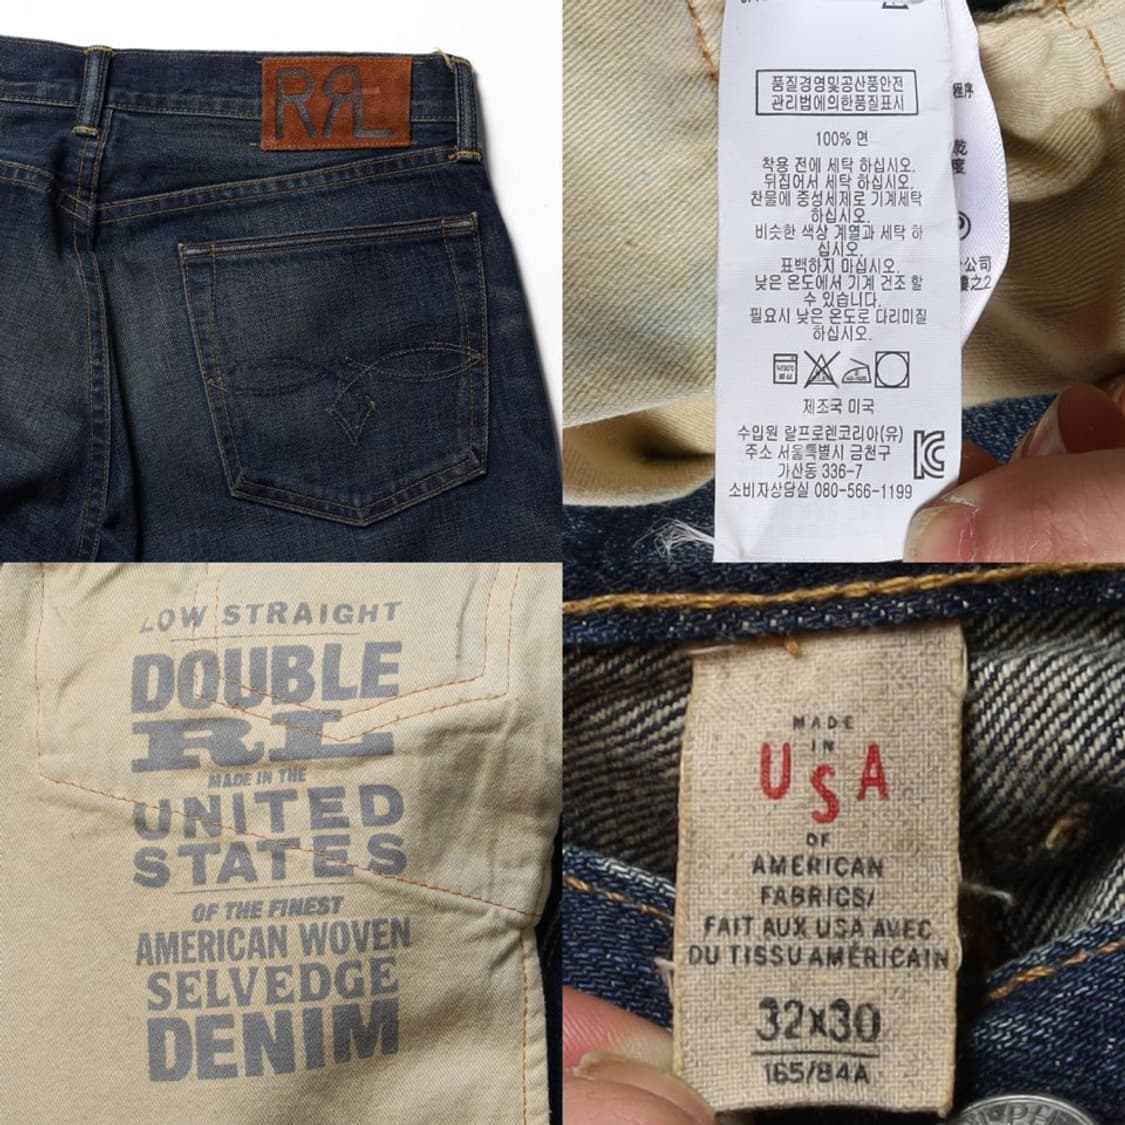 RRL
품질경영및공산품안전
관리법에의한품질표시
100% 면
착용 전에 세탁 하십시오.
뒤집어서 세탁 하십시오.
찬물에 중성세제로 기계세탁
하십시오.
비슷한 색상 계열과 세탁 하
십시오.
표백하지 마십시오.
낮은 온도에서 기계 건조 할
수 있습니다.
필요시 낮은 온도로 다리미질
하십시오.
제조국 미국
수입원 랄프로렌코리아(유)
주소 서울특별시 금천구
가산동 336-7
소비자상담실 080-566-1199
KC
程序
乾
度
公司
之2
LOW STRAIGHT
DOUBLE
RL
MADE IN THE
UNITED
STATES
OF THE FINEST
AMERICAN WOVEN
SELVEDGE
DENIM
MADE
IN
USA
OF
AMERICAN
FABRICS/
FAIT AUX USA AVEC
DU TISSU AMÉRICAIN
32x30
165/84A